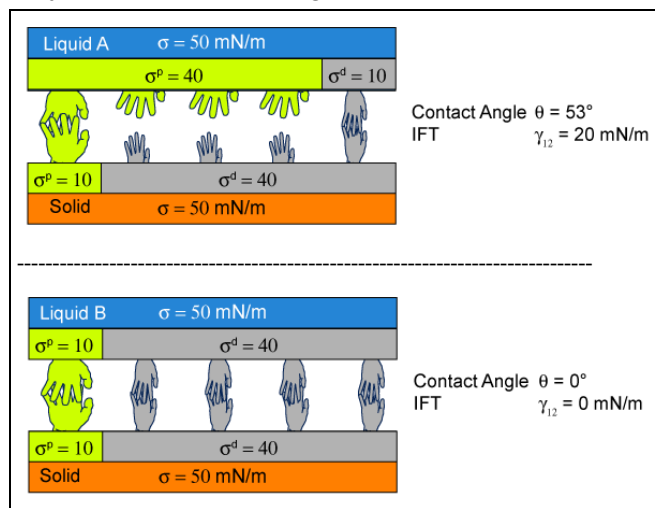 Liquid A σ = 50 mN/m
σᵖ = 40 σᵈ = 10
Contact Angle θ = 53°
IFT γ₁₂ = 20 mN/m
σᵖ = 10 σᵈ = 40
Solid σ = 50 mN/m
Liquid B σ = 50 mN/m
σᵖ = 10 σᵈ = 40
Contact Angle θ = 0°
IFT γ₁₂ = 0 mN/m
σᵖ = 10 σᵈ = 40
Solid σ = 50 mN/m